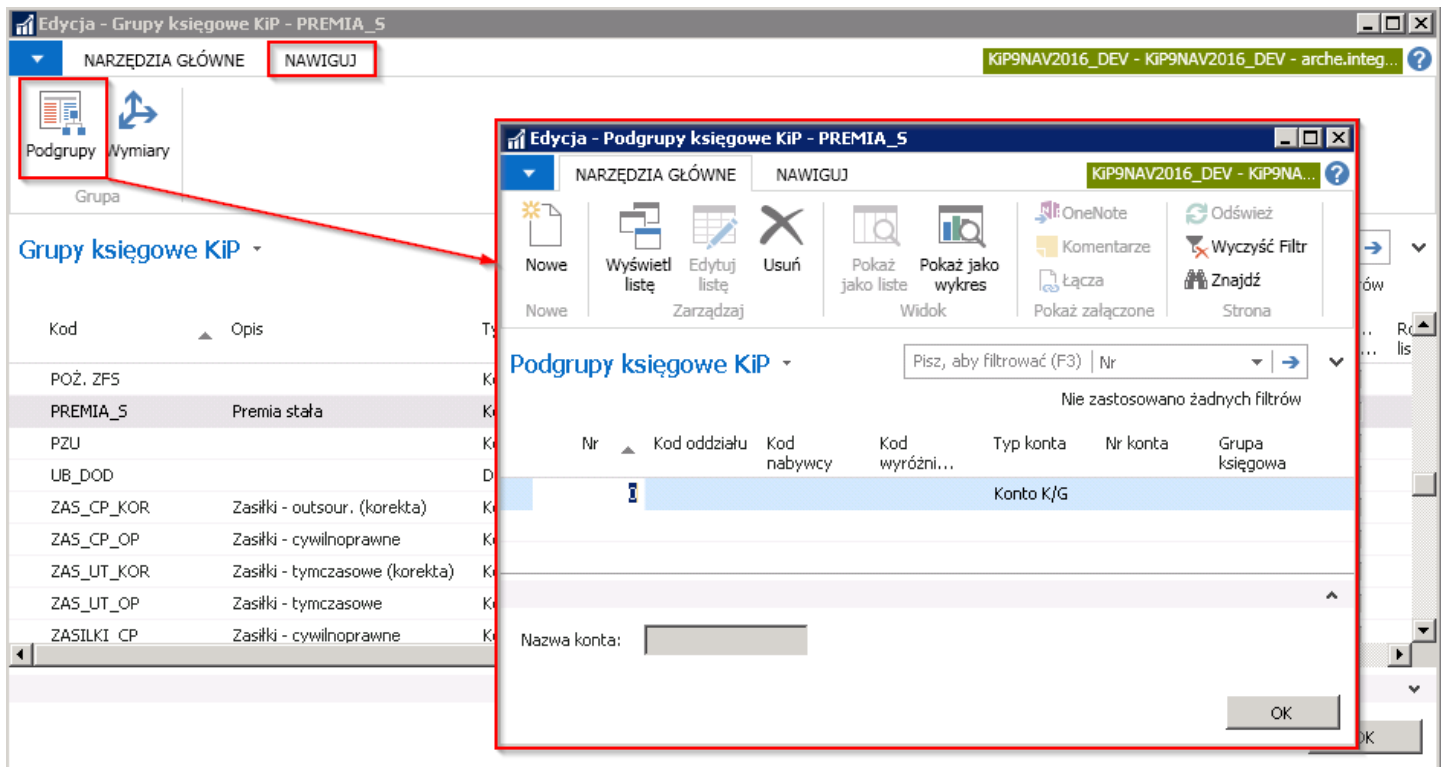 Edycja - Grupy księgowe KiP - PREMIA_S
NARZĘDZIA GŁÓWNE NAWIGUJ KiP9NAV2016_DEV - KiP9NAV2016_DEV - arche.integ...
Podgrupy Wymiary
Grupa
Grupy księgowe KiP
Kod Opis
POŻ. ZFS
PREMIA_S Premia stała
PZU
UB_DOD
ZAS_CP_KOR Zasiłki - outsour. (korekta)
ZAS_CP_OP Zasiłki - cywilnoprawne
ZAS_UT_KOR Zasiłki - tymczasowe (korekta)
ZAS_UT_OP Zasiłki - tymczasowe
ZASILKI_CP Zasiłki - cywilnoprawne
Edycja - Podgrupy księgowe KiP - PREMIA_S
NARZĘDZIA GŁÓWNE NAWIGUJ KiP9NAV2016_DEV - KiP9NA...
Nowe
Wyświetl listę
Edytuj listę
Usuń
Pokaż jako liste
Pokaż jako wykres
OneNote
Komentarze
Łącza
Odśwież
Wyczyść Filtr
Znajdź
Nowe Zarządzaj Widok Pokaż załączone Strona
Podgrupy księgowe KiP Pisz, aby filtrować (F3) Nr
Nie zastosowano żadnych filtrów
Nr Kod oddziału Kod nabywcy Kod wyróżni... Typ konta Nr konta Grupa księgowa
0 Konto K/G
Nazwa konta:
OK